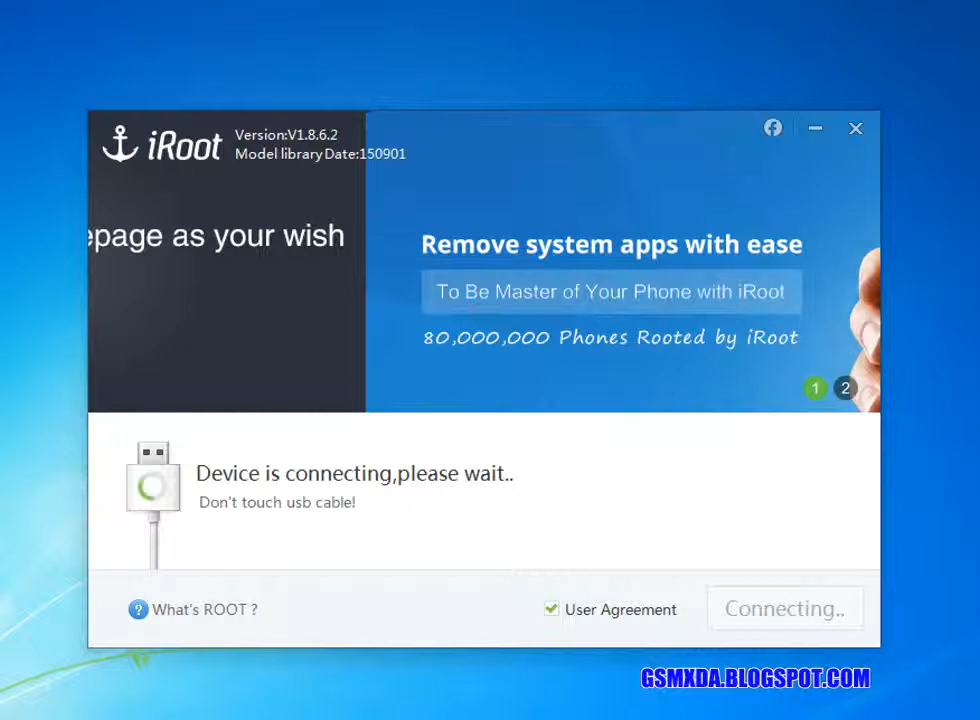 iRoot
Version:V1.8.6.2
Model library Date:150901
epage as your wish
Remove system apps with ease
To Be Master of Your Phone with iRoot
80,000,000 Phones Rooted by iRoot
1 2
Device is connecting,please wait..
Don't touch usb cable!
? What's ROOT ?
User Agreement
Connecting..
GSMXDA.BLOGSPOT.COM